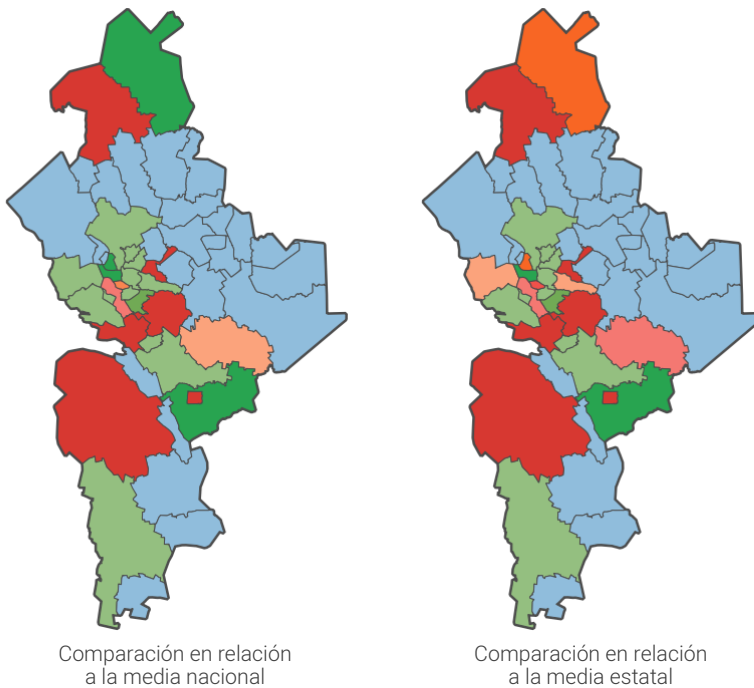 Comparación en relación
a la media nacional
Comparación en relación
a la media estatal